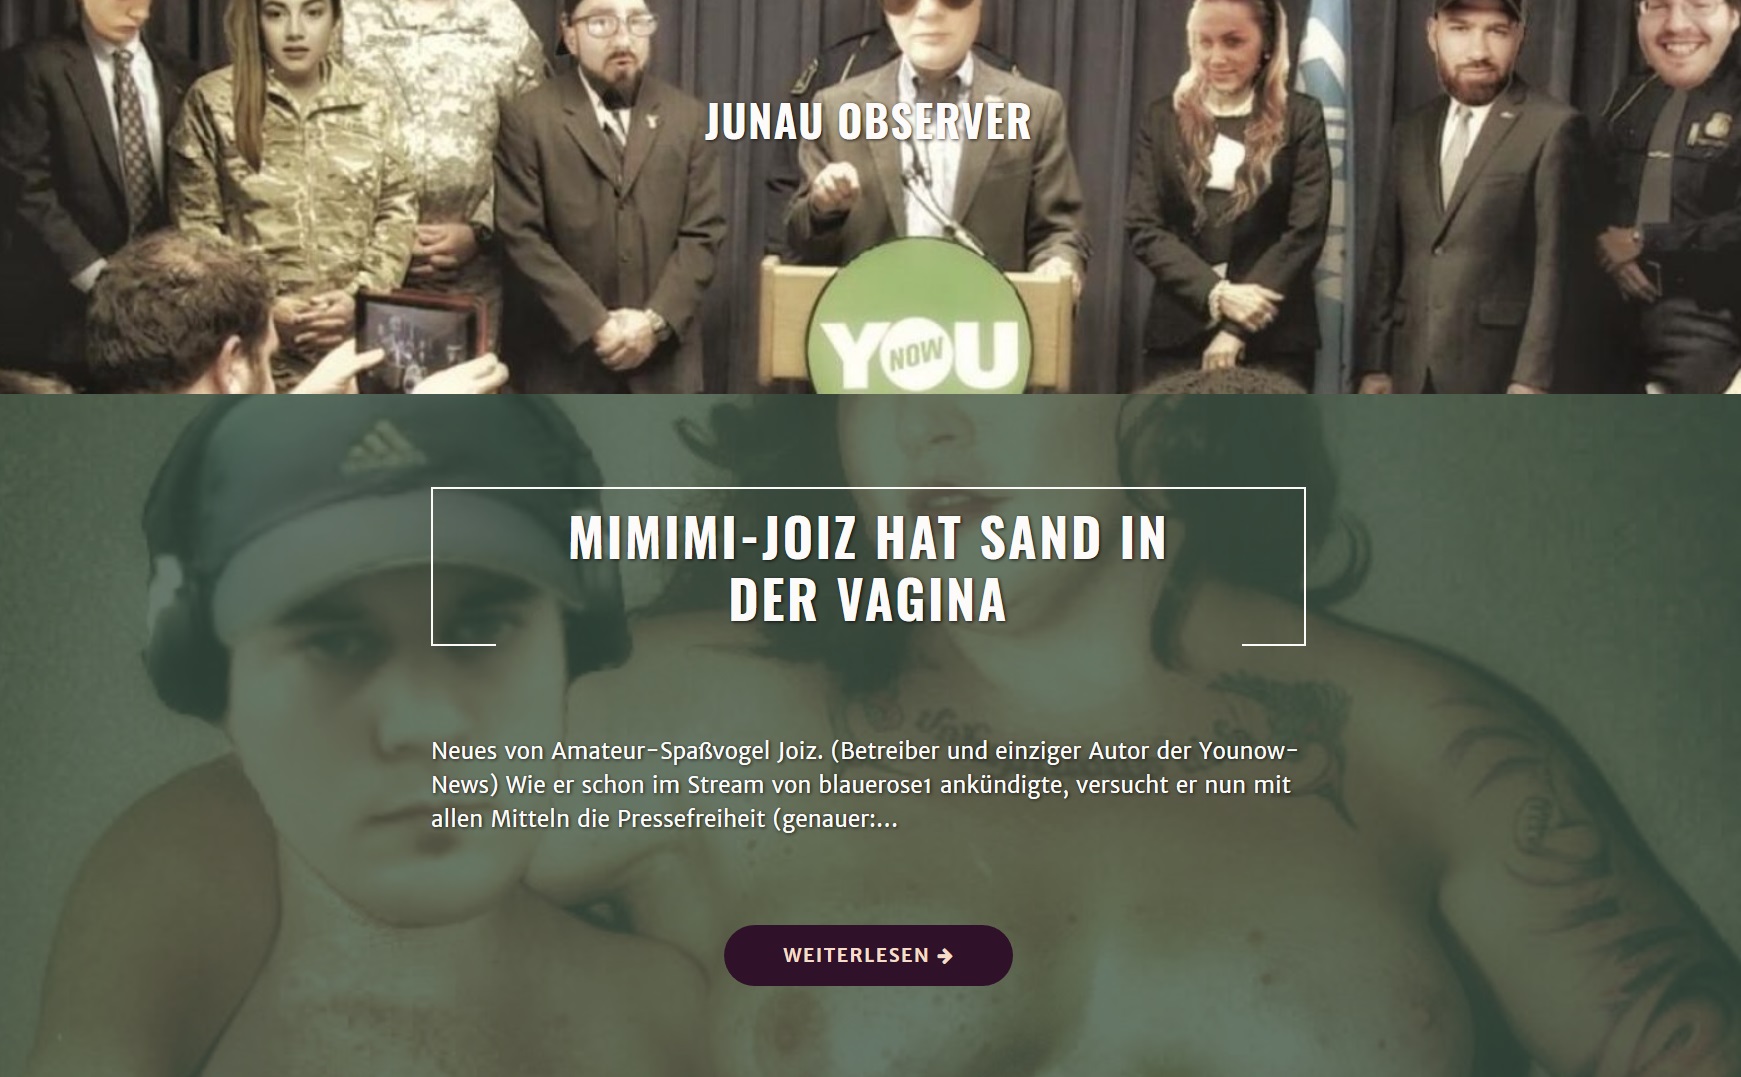 JUNAU OBSERVER
YOU
NOW
MIMIMI-JOIZ HAT SAND IN
DER VAGINA
Neues von Amateur-Spaßvogel Joiz. (Betreiber und einziger Autor der Younow-
News) Wie er schon im Stream von blauerose1 ankündigte, versucht er nun mit
allen Mitteln die Pressefreiheit (genauer:...
WEITERLESEN